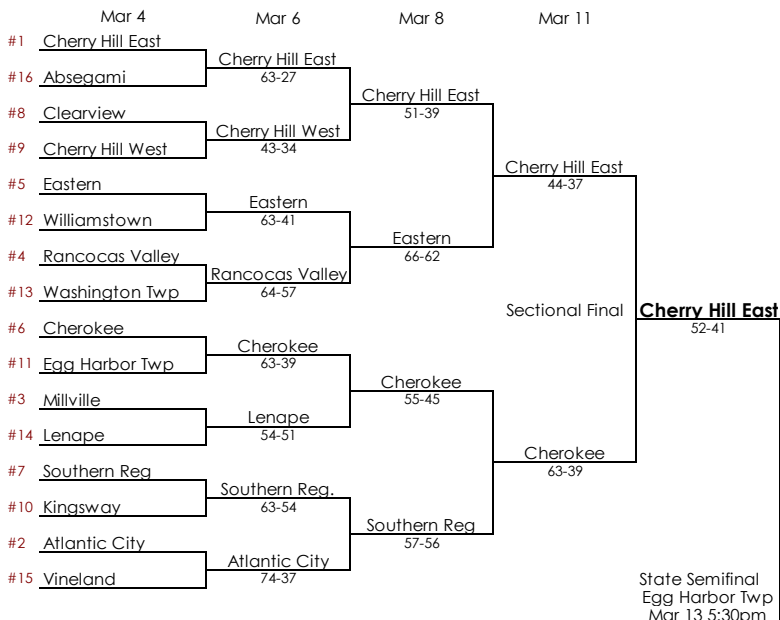 Mar 4
Mar 6
Mar 8
Mar 11
#1 Cherry Hill East
#16 Absegami
#8 Clearview
#9 Cherry Hill West
#5 Eastern
#12 Williamstown
#4 Rancocas Valley
#13 Washington Twp
#6 Cherokee
#11 Egg Harbor Twp
#3 Millville
#14 Lenape
#7 Southern Reg
#10 Kingsway
#2 Atlantic City
#15 Vineland
Cherry Hill East
63-27
Cherry Hill West
43-34
Eastern
63-41
Rancocas Valley
64-57
Cherokee
63-39
Lenape
54-51
Southern Reg.
63-54
Atlantic City
74-37
Cherry Hill East
51-39
Eastern
66-62
Cherokee
55-45
Southern Reg
57-56
Cherry Hill East
44-37
Cherokee
63-39
Sectional Final
Cherry Hill East
52-41
State Semifinal
Egg Harbor Twp
Mar 13 5:30pm